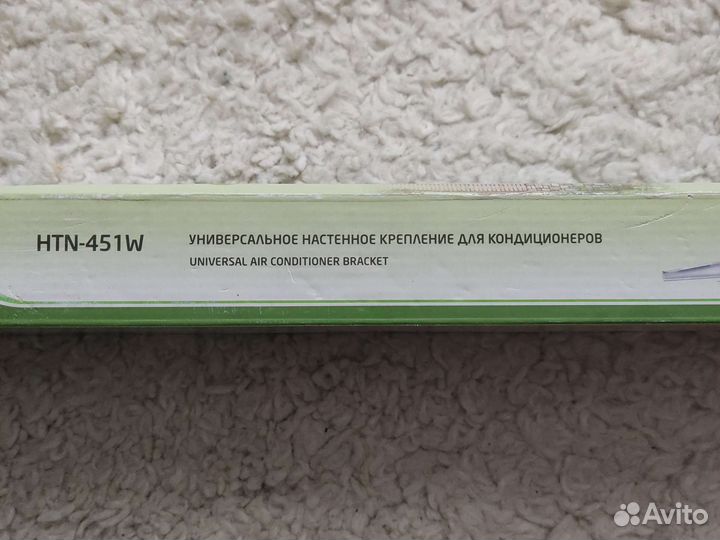 HTN-451W
УНИВЕРСАЛЬНОЕ НАСТЕННОЕ КРЕПЛЕНИЕ ДЛЯ КОНДИЦИОНЕРОВ
UNIVERSAL AIR CONDITIONER BRACKET
Avito